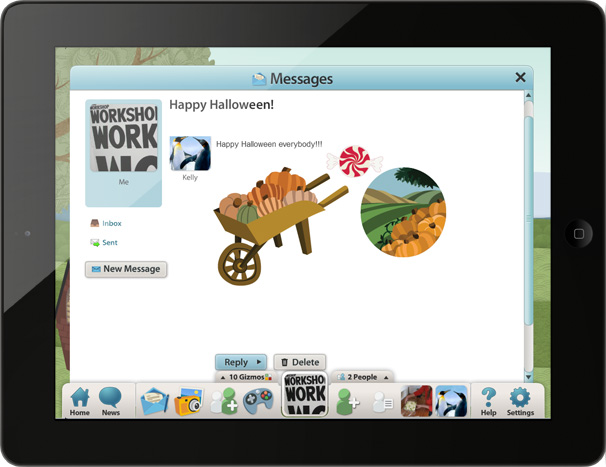 Messages
Happy Halloween!
WORKSHOP
WORKSHO
WORK
Me
Happy Halloween everybody!!!
Kelly
Inbox
Sent
New Message
Reply
Delete
10 Gizmos
2 People
Home
News
WORKSHO
WORK
Help
Settings